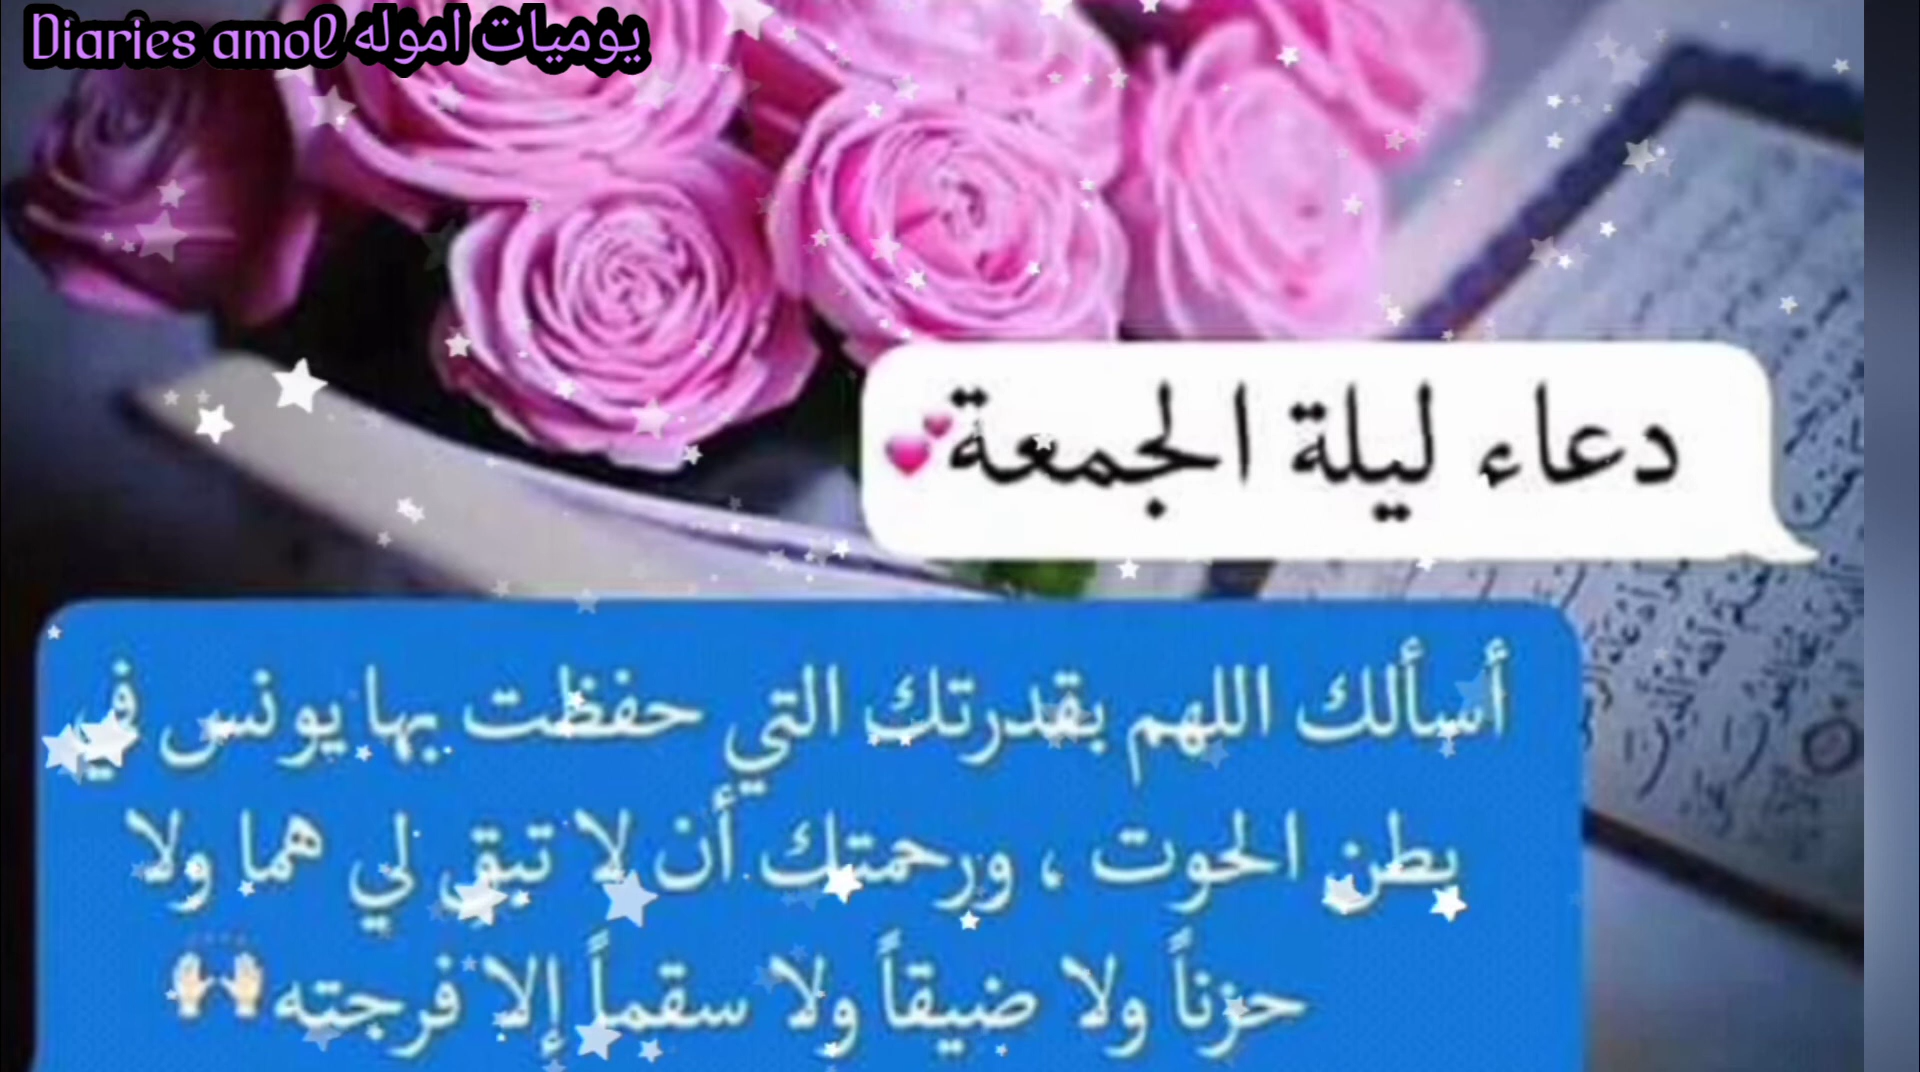 Diaries amol يوميات اموله
دعاء ليلة الجمعة💕
أسألك اللهم بقدرتك التي حفظت بها يونس في
بطن الحوت ، ورحمتك أن لا تبقي لي هما ولا
حزناً ولا ضيقاً ولا سقماً إلا فرجته🙌🏻